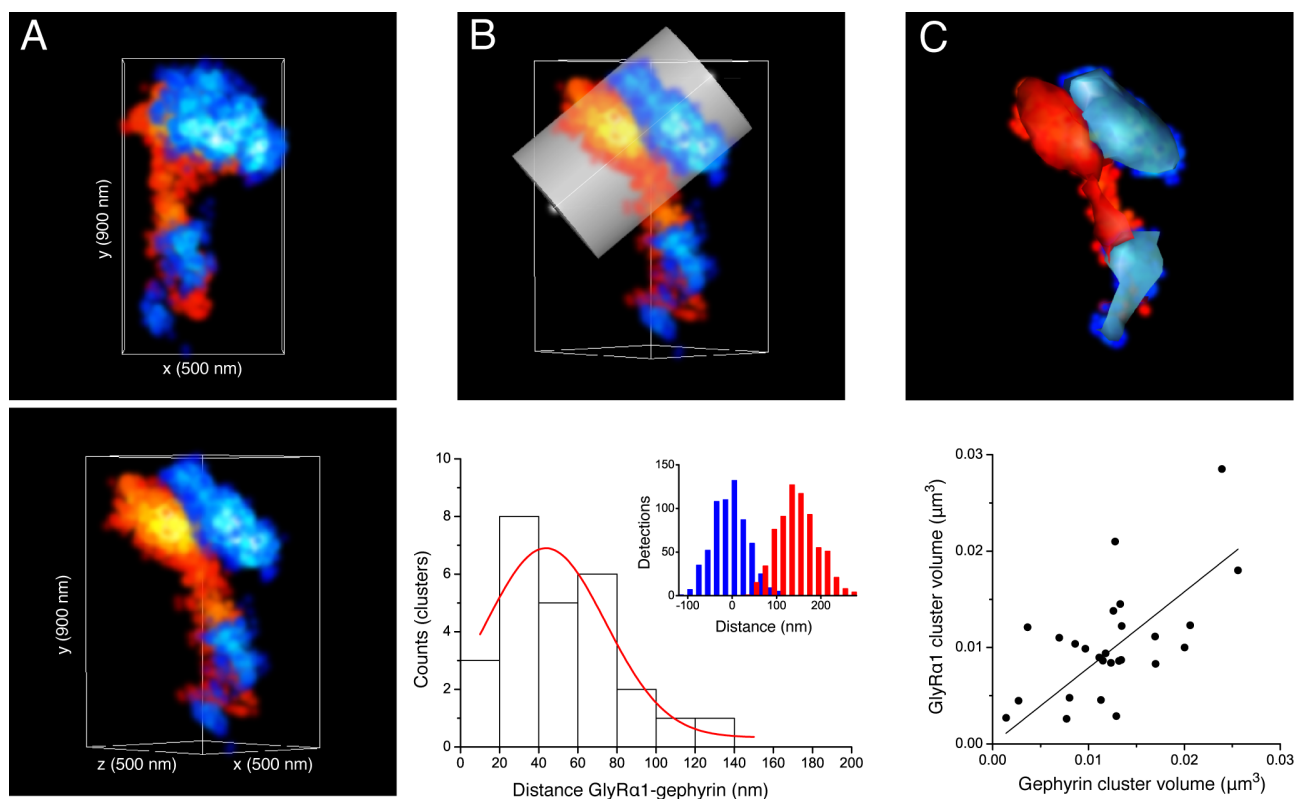 A
y (900 nm)
x (500 nm)
B
C
y (900 nm)
z (500 nm)
x (500 nm)
Counts (clusters)
10
8
6
4
2
0
0 20 40 60 80 100 120 140 160 180 200
Distance GlyRα1-gephyrin (nm)
Detections
150
100
50
0
-100 0 100 200
Distance (nm)
GlyRα1 cluster volume (μm³)
0.03
0.02
0.01
0.00
0.00 0.01 0.02 0.03
Gephyrin cluster volume (μm³)